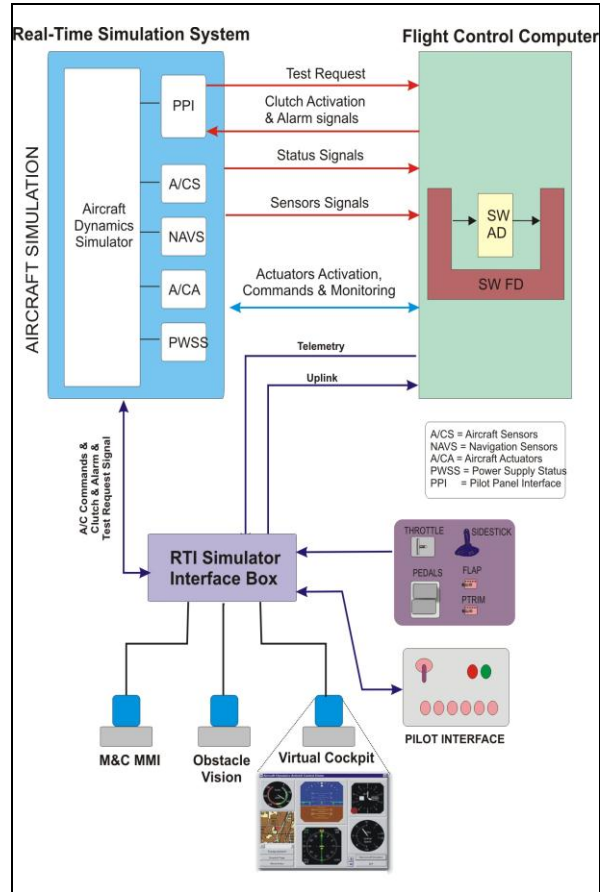 Real-Time Simulation System
Flight Control Computer
AIRCRAFT SIMULATION
Aircraft
Dynamics
Simulator
PPI
A/CS
NAVS
A/CA
PWSS
Test Request
Clutch Activation
& Alarm signals
Status Signals
Sensors Signals
Actuators Activation,
Commands & Monitoring
Telemetry
Uplink
SW
AD
SW FD
A/CS = Aircraft Sensors
NAVS = Navigation Sensors
A/CA = Aircraft Actuators
PWSS = Power Supply Status
PPI = Pilot Panel Interface
A/C Commands &
Clutch & Alarm &
Test Request Signal
RTI Simulator
Interface Box
THROTTLE
SIDESTICK
PEDALS
FLAP
PTRIM
PILOT INTERFACE
M&C MMI
Obstacle
Vision
Virtual Cockpit